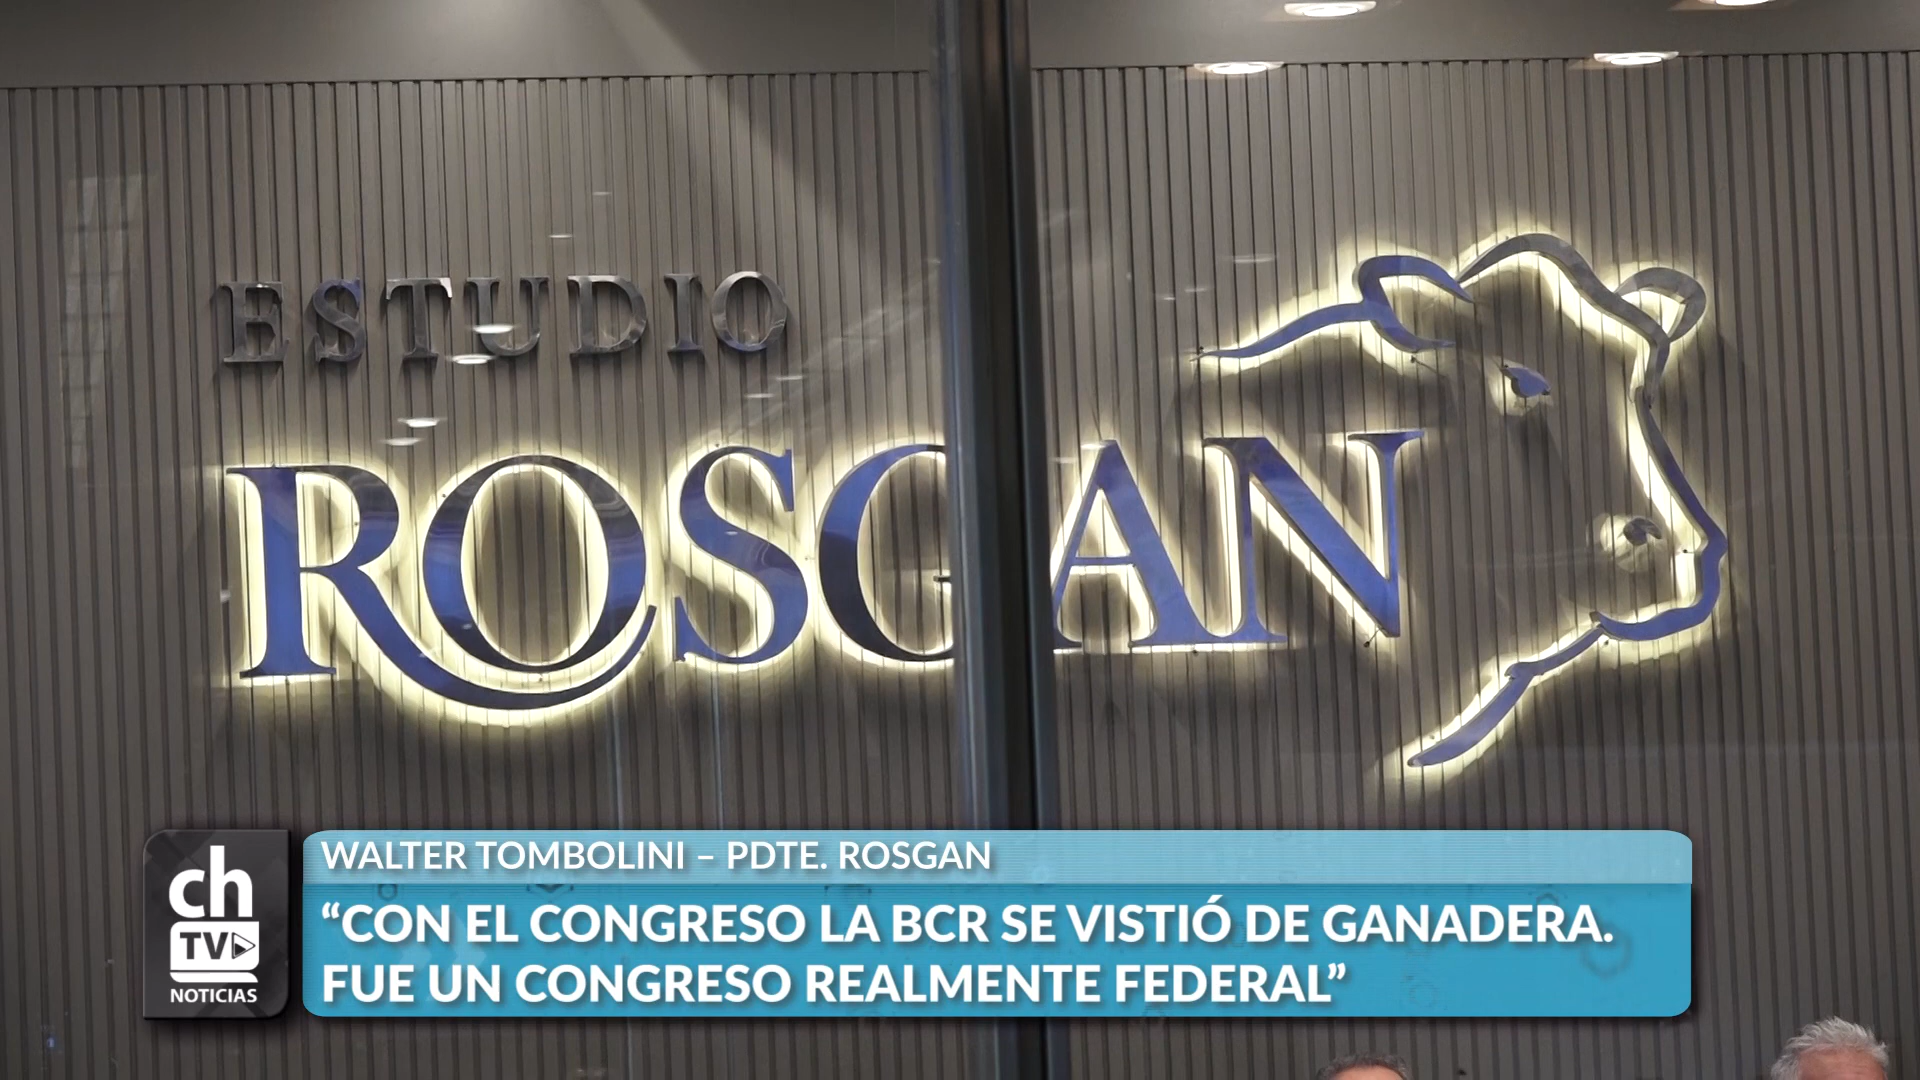 ESTUDIO
ROSGAN
WALTER TOMBOLINI – PDTE. ROSGAN
“CON EL CONGRESO LA BCR SE VISTIÓ DE GANADERA.
FUE UN CONGRESO REALMENTE FEDERAL”
ch
TV
NOTICIAS